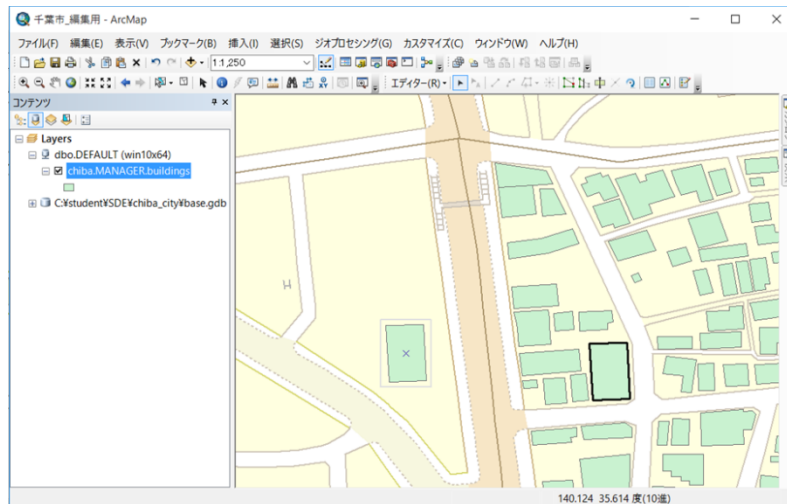 千葉市_編集用 - ArcMap
ファイル(F) 編集(E) 表示(V) ブックマーク(B) 挿入(I) 選択(S) ジオプロセシング(G) カスタマイズ(C) ウィンドウ(W) ヘルプ(H)
1:1,250
エディター(R)
コンテンツ
Layers
dbo.DEFAULT (win10x64)
chiba.MANAGER.buildings
C:¥student¥SDE¥chiba_city¥base.gdb
140.124 35.614 度(10進)